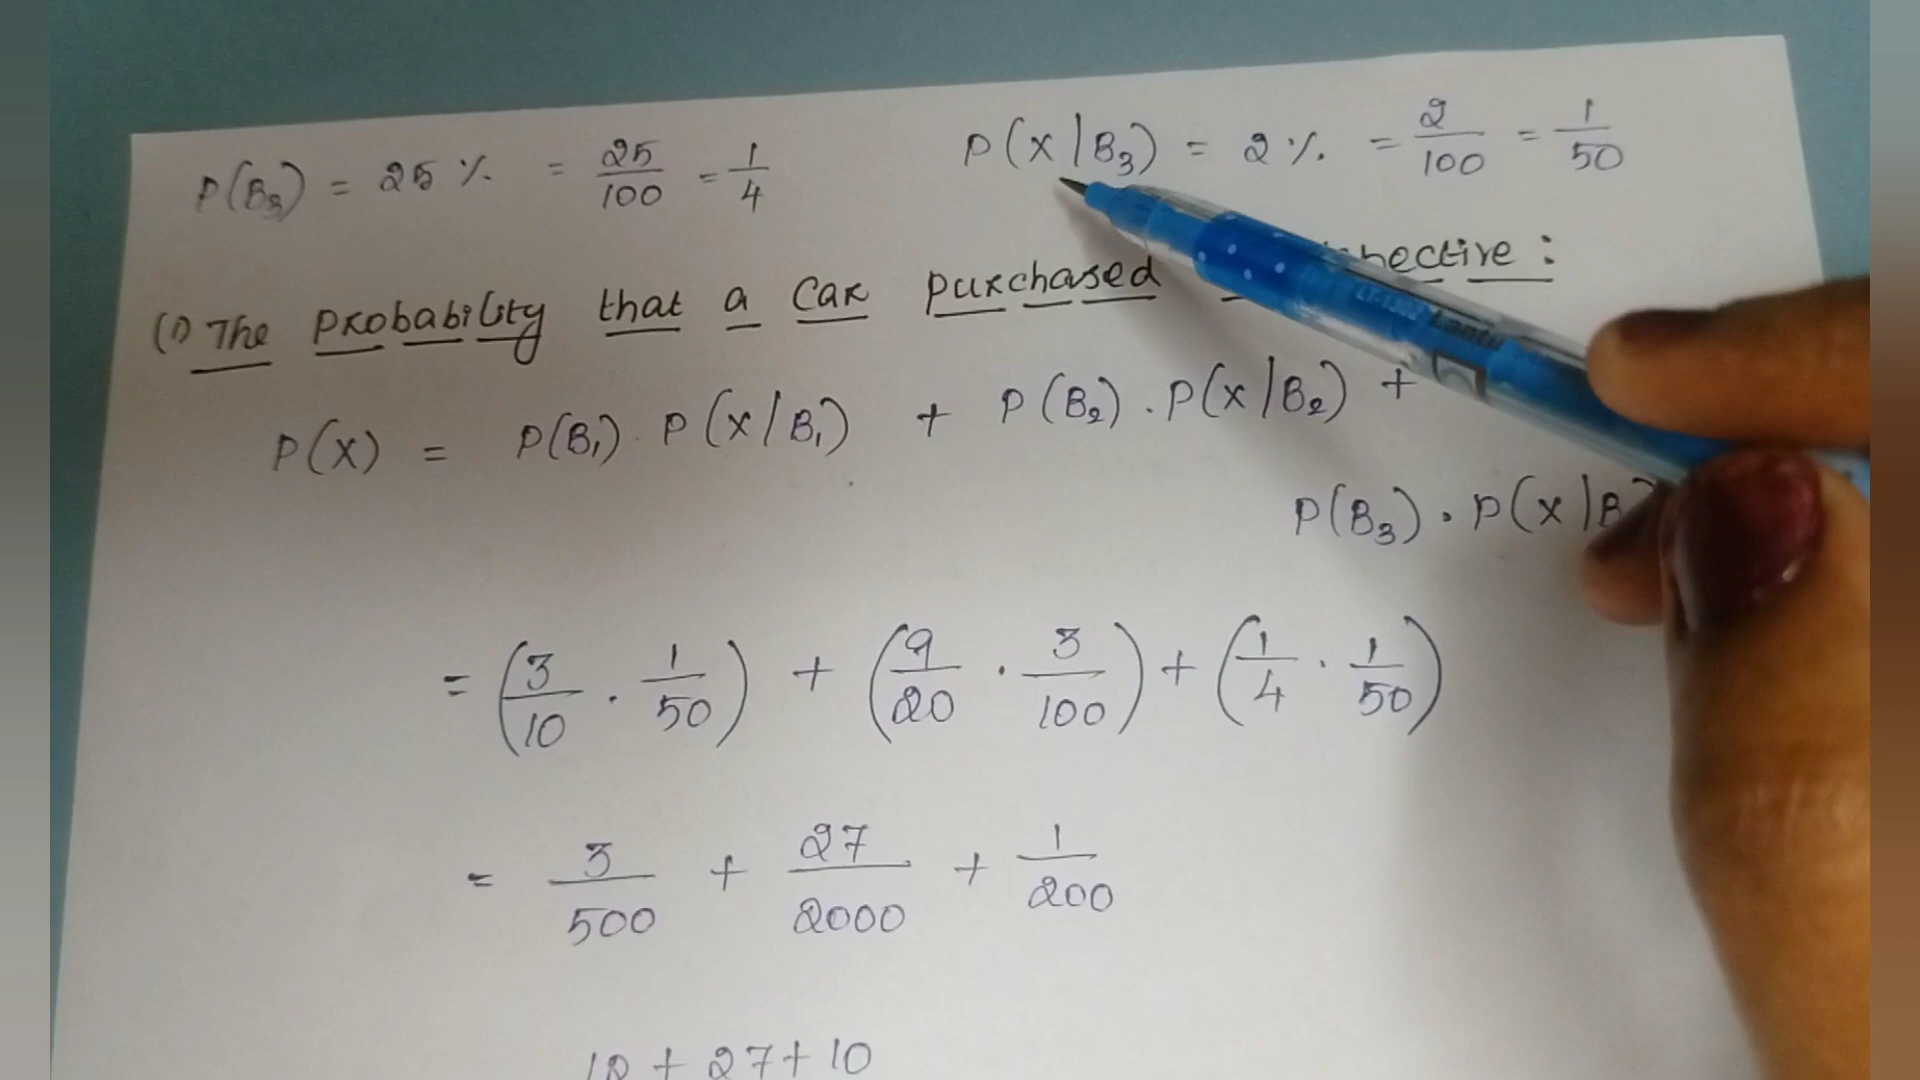 P(B₃) = 25 % = 25/100 = 1/4 P(X/B₃) = 2 % = 2/100 = 1/50
(i) The probability that a car purchased
P(X) = P(B₁) . P(X/B₁) + P(B₂) . P(X/B₂) +
P(B₃) . P(X/B
= (3/10 . 1/50) + (9/20 . 3/100) + (1/4 . 1/50)
= 3/500 + 27/2000 + 1/200
12 + 27 + 10